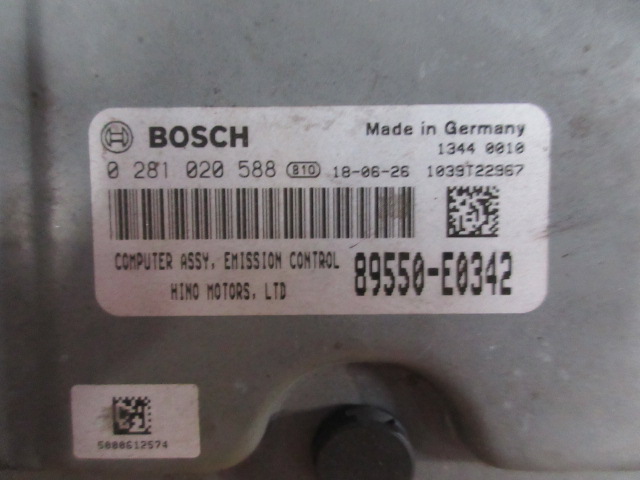 BOSCH
Made in Germany
1344 0010
0 281 020 588 810 18-06-26 1039T22967
COMPUTER ASSY, EMISSION CONTROL
HINO MOTORS, LTD
89550-E0342
5880612574